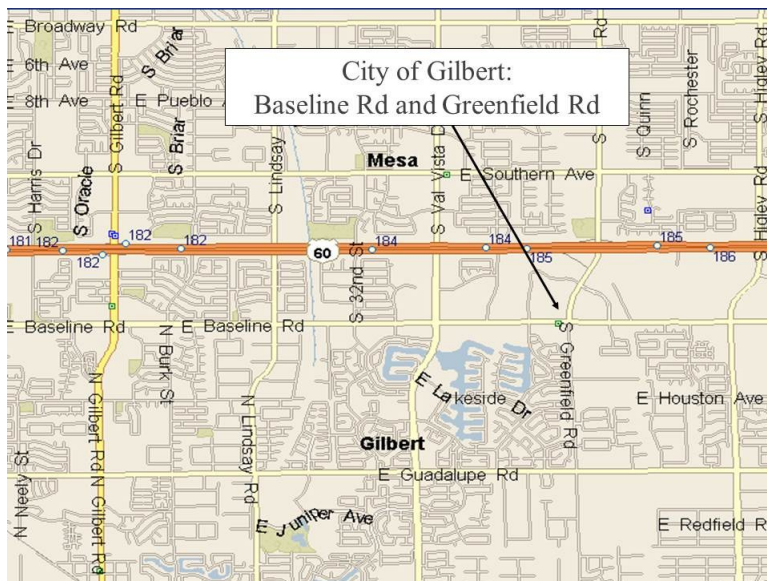 Broadway Rd
6th Ave
8th Ave
E Pueblo
S Briar
S Briar
S Gilbert Rd
S Harris Dr
S Oracle
S Lindsay
City of Gilbert:
Baseline Rd and Greenfield Rd
Rd
S Quinn
S Rochester
S Higley Rd
S Higley Rd
Mesa
S Val Vista D
E Southern Ave
181
182
182
182
182
60
S 32nd St
184
184
185
185
186
E Baseline Rd
E Baseline Rd
N Burk St
N Gilbert Rd
N Gilbert Rd
N Neely St
N Lindsay Rd
E Lakeside Dr
S Greenfield Rd
E Houston Ave
Gilbert
E Guadalupe Rd
E Juniper Ave
E Redfield R